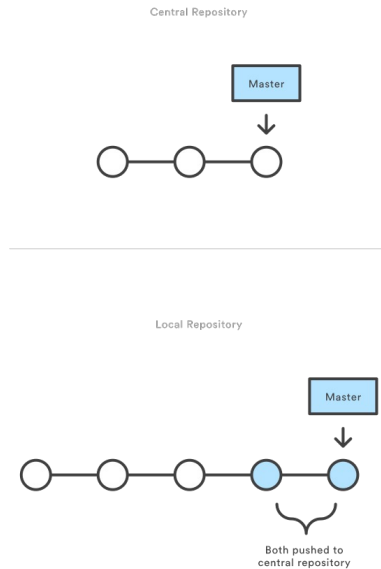 Central Repository
Master
Local Repository
Master
Both pushed to
central repository